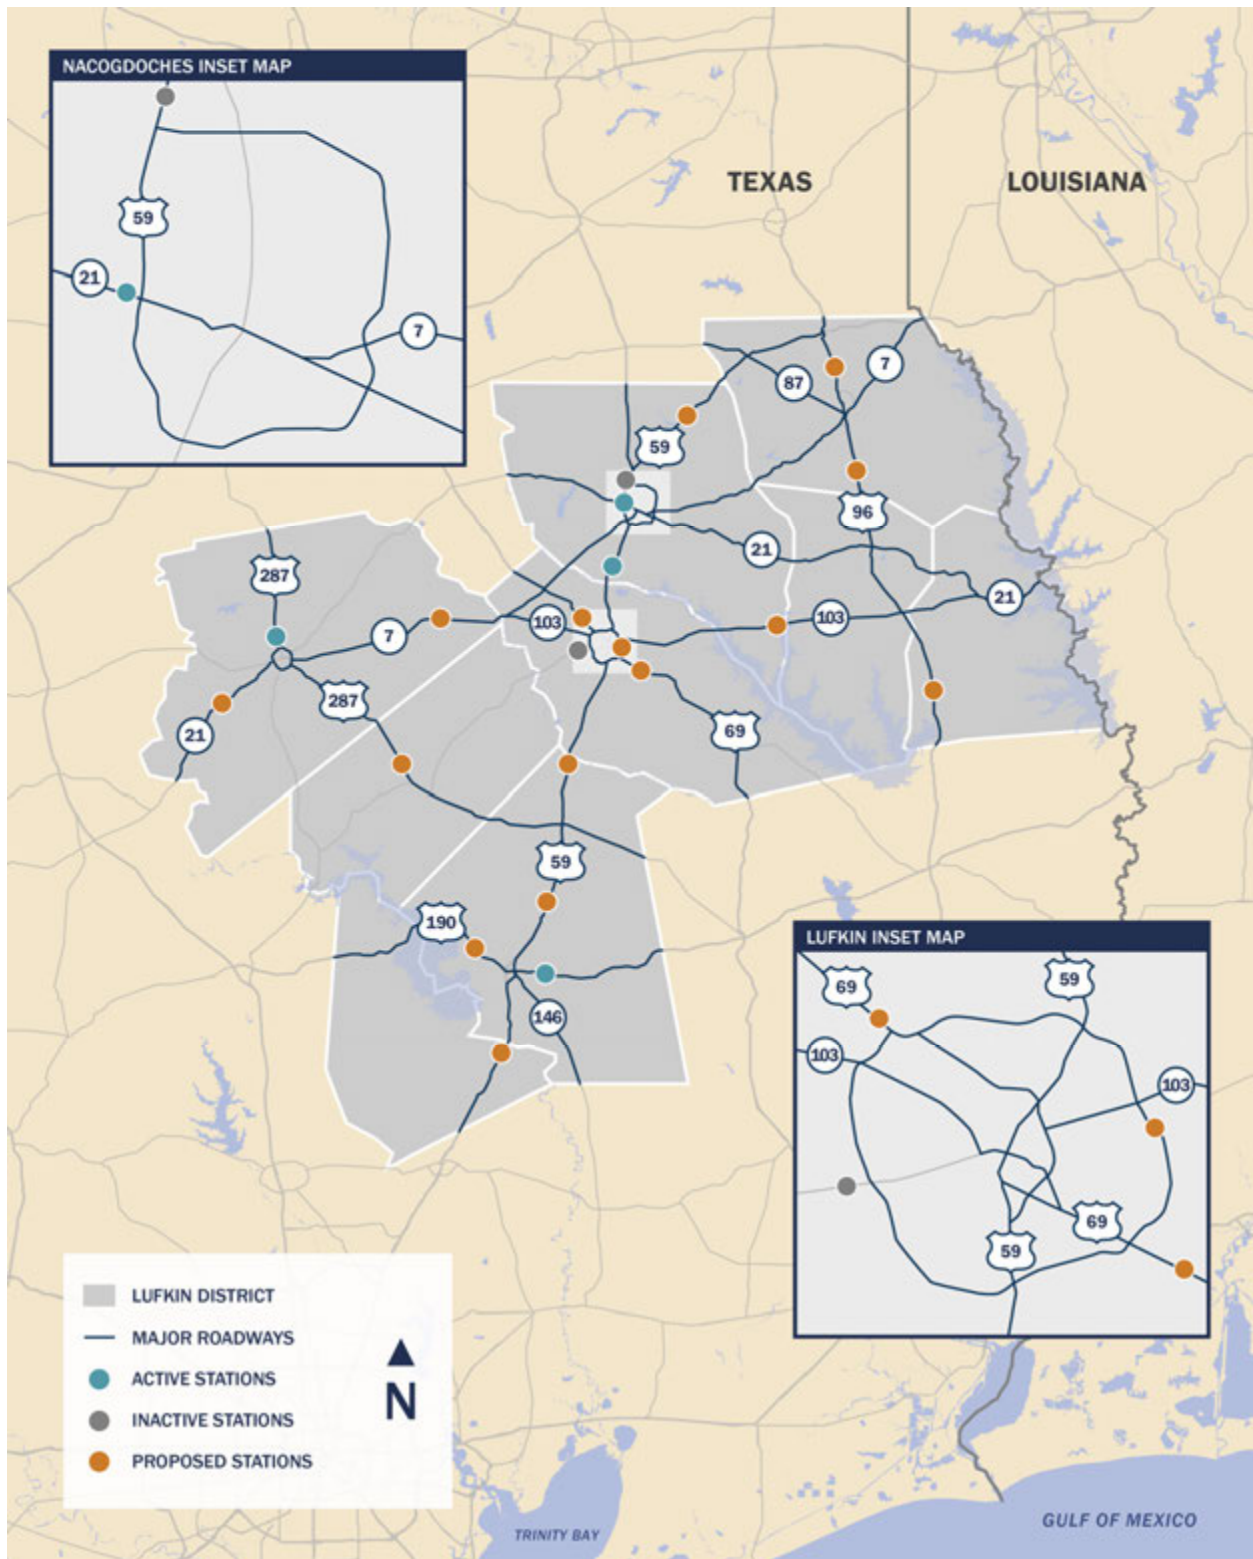 NACOGDOCHES INSET MAP
59
21
7
TEXAS
LOUISIANA
87
7
59
96
21
287
103
103
21
7
287
21
69
59
190
146
LUFKIN INSET MAP
69
59
103
103
69
59
LUFKIN DISTRICT
MAJOR ROADWAYS
ACTIVE STATIONS
INACTIVE STATIONS
PROPOSED STATIONS
N
TRINITY BAY
GULF OF MEXICO